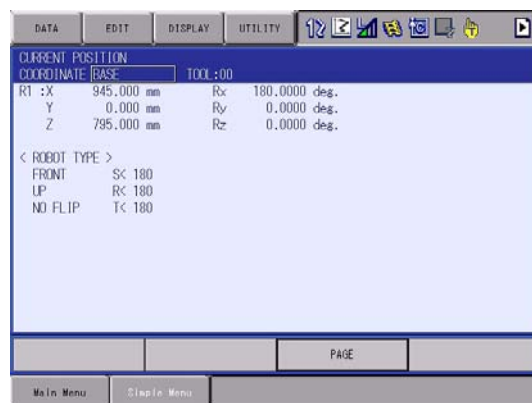 DATA EDIT DISPLAY UTILITY
CURRENT POSITION
COORDINATE BASE TOOL:00
R1 :X 945.000 mm Rx 180.0000 deg.
Y 0.000 mm Ry 0.0000 deg.
Z 795.000 mm Rz 0.0000 deg.
< ROBOT TYPE >
FRONT S< 180
UP R< 180
NO FLIP T< 180
PAGE
Main Menu Simple Menu